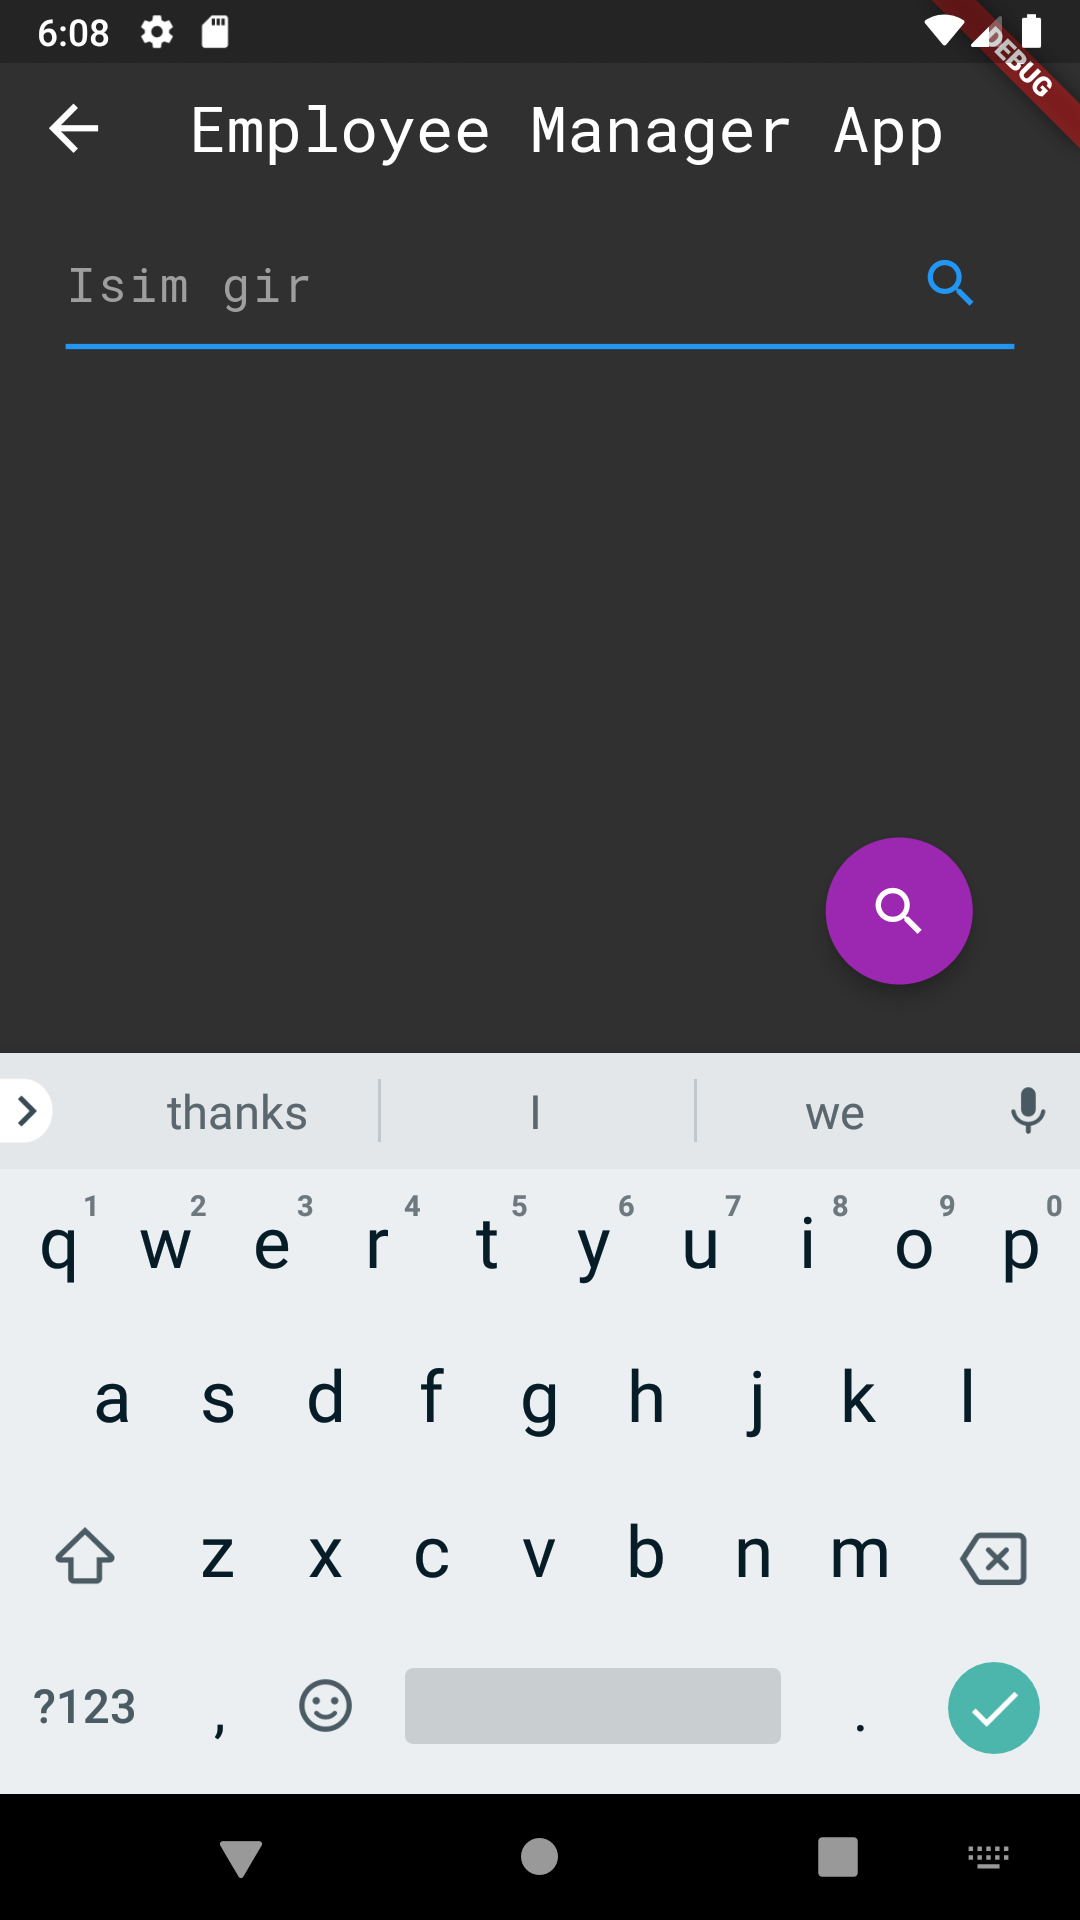 6:08
DEBUG
Employee Manager App
Isim gir
thanks I we
1 2 3 4 5 6 7 8 9 0
q w e r t y u i o p
a s d f g h j k l
z x c v b n m
?123 , .